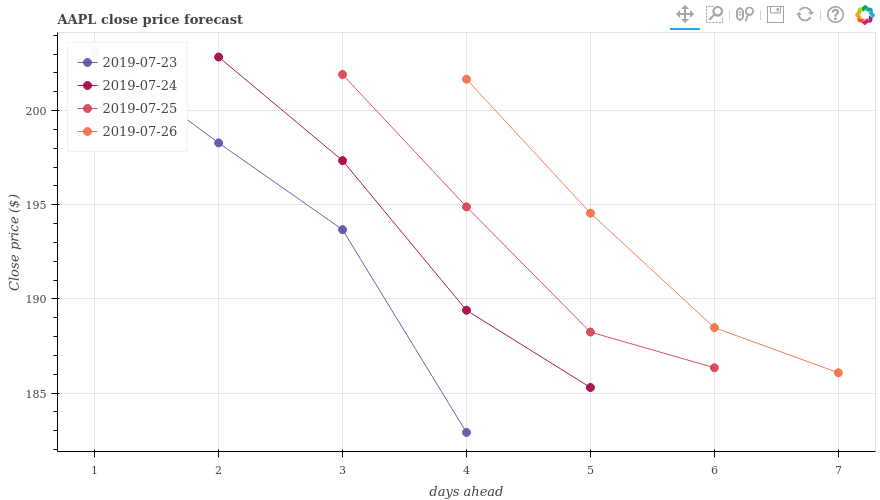 AAPL close price forecast
2019-07-23
2019-07-24
2019-07-25
2019-07-26
Close price ($)
200
195
190
185
1 2 3 4 5 6 7
days ahead